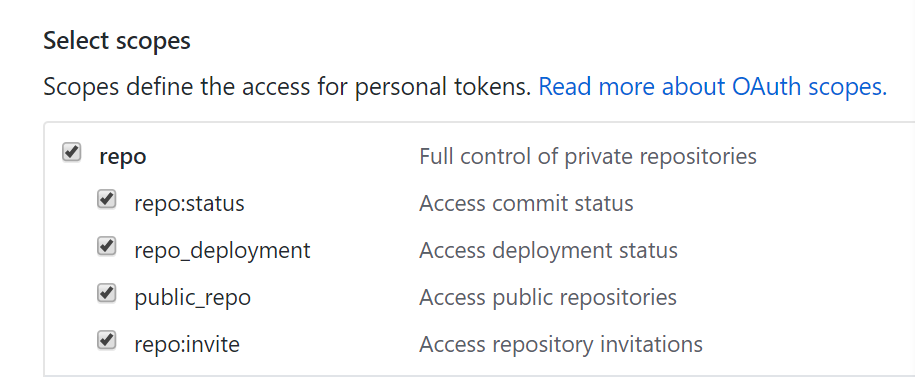 Select scopes
Scopes define the access for personal tokens. Read more about OAuth scopes.
repo Full control of private repositories
repo:status Access commit status
repo_deployment Access deployment status
public_repo Access public repositories
repo:invite Access repository invitations